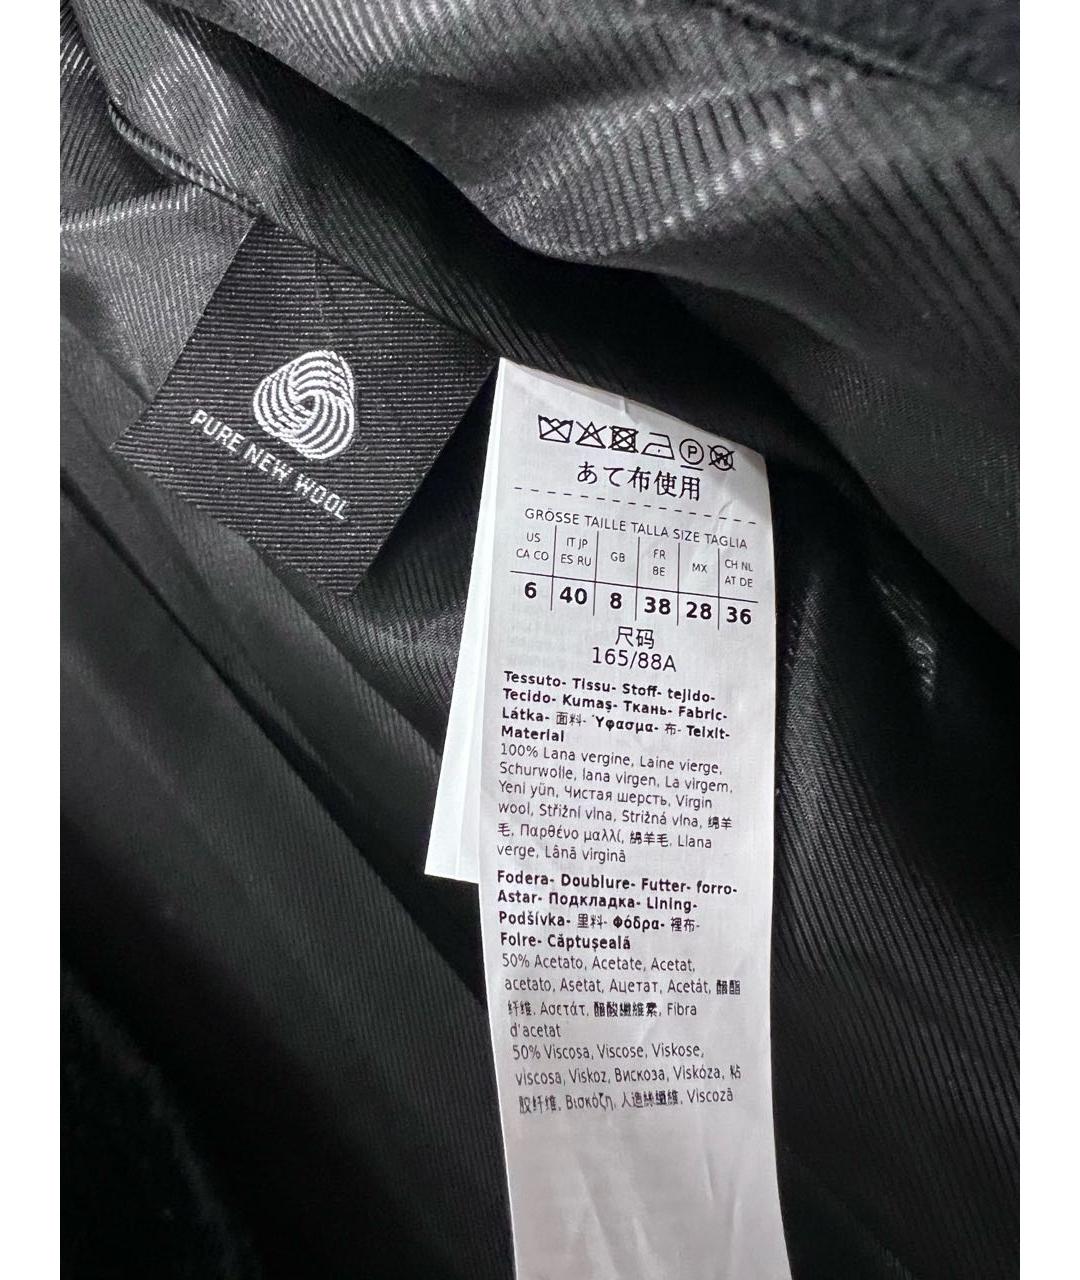 PURE NEW WOOL
P W
あて布使用
GRÖSSE TAILLE TALLA SIZE TAGLIA
US CA CO IT JP ES RU GB FR BE MX CH NL AT DE
6 40 8 38 28 36
尺码
165/88A
Tessuto- Tissu- Stoff- tejido-
Tecido- Kumaş- Ткань- Fabric-
Látka- 面料- Ύφασμα- 布- Teixit-
Material
100% Lana vergine, Laine vierge,
Schurwolle, lana virgen, La virgem,
Yeni yün, Чистая шерсть, Virgin
wool, Střižní vlna, Strižná vlna, 绵羊
毛, Παρθένο μαλλί, 綿羊毛, Llana
verge, Lână virgină
Fodera- Doublure- Futter- forro-
Astar- Подкладка- Lining-
Podšívka- 里料- Φόδρα- 裡布-
Folre- Căptuşeală
50% Acetato, Acetate, Acetat,
acetato, Asetat, Ацетат, Acetát, 醋酯
纤维, Ασετάτ, 醋酸纖維素, Fibra
d'acetat
50% Viscosa, Viscose, Viskose,
viscosa, Viskoz, Вискоза, Viskóza, 粘
胶纤维, Βισκόζη, 人造絲纖維, Viscoză